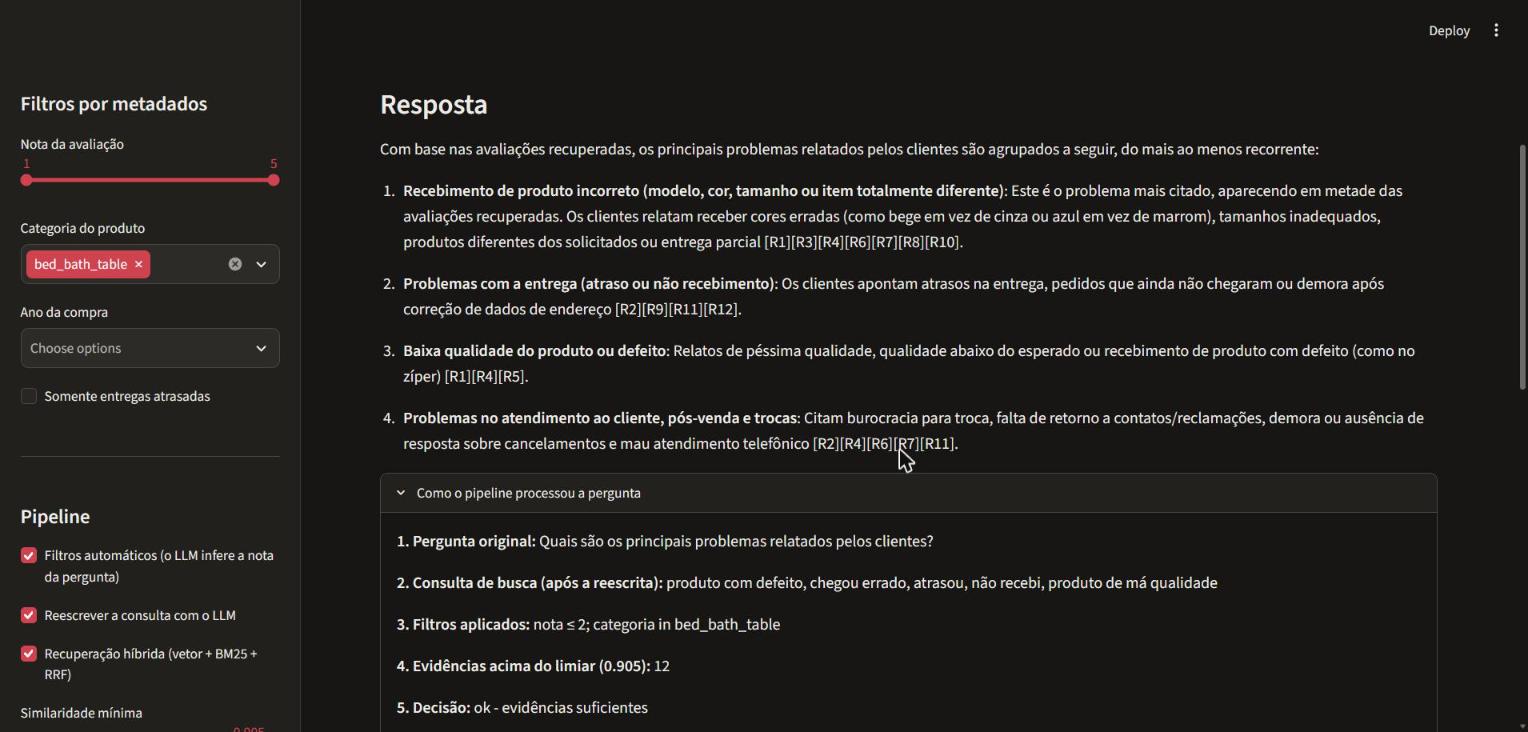 Deploy
Filtros por metadados
Nota da avaliação
1
5
Categoria do produto
bed_bath_table
Ano da compra
Choose options
Somente entregas atrasadas
Pipeline
Filtros automáticos (o LLM infere a nota
da pergunta)
Reescrever a consulta com o LLM
Recuperação híbrida (vetor + BM25 +
RRF)
Similaridade mínima
0.905
Resposta
Com base nas avaliações recuperadas, os principais problemas relatados pelos clientes são agrupados a seguir, do mais ao menos recorrente:
1. Recebimento de produto incorreto (modelo, cor, tamanho ou item totalmente diferente): Este é o problema mais citado, aparecendo em metade das
avaliações recuperadas. Os clientes relatam receber cores erradas (como bege em vez de cinza ou azul em vez de marrom), tamanhos inadequados,
produtos diferentes dos solicitados ou entrega parcial [R1][R3][R4][R6][R7][R8][R10].
2. Problemas com a entrega (atraso ou não recebimento): Os clientes apontam atrasos na entrega, pedidos que ainda não chegaram ou demora após
correção de dados de endereço [R2][R9][R11][R12].
3. Baixa qualidade do produto ou defeito: Relatos de péssima qualidade, qualidade abaixo do esperado ou recebimento de produto com defeito (como no
zíper) [R1][R4][R5].
4. Problemas no atendimento ao cliente, pós-venda e trocas: Citam burocracia para troca, falta de retorno a contatos/reclamações, demora ou ausência de
resposta sobre cancelamentos e mau atendimento telefônico [R2][R4][R6][R7][R11].
Como o pipeline processou a pergunta
1. Pergunta original: Quais são os principais problemas relatados pelos clientes?
2. Consulta de busca (após a reescrita): produto com defeito, chegou errado, atrasou, não recebi, produto de má qualidade
3. Filtros aplicados: nota ≤ 2; categoria in bed_bath_table
4. Evidências acima do limiar (0.905): 12
5. Decisão: ok - evidências suficientes